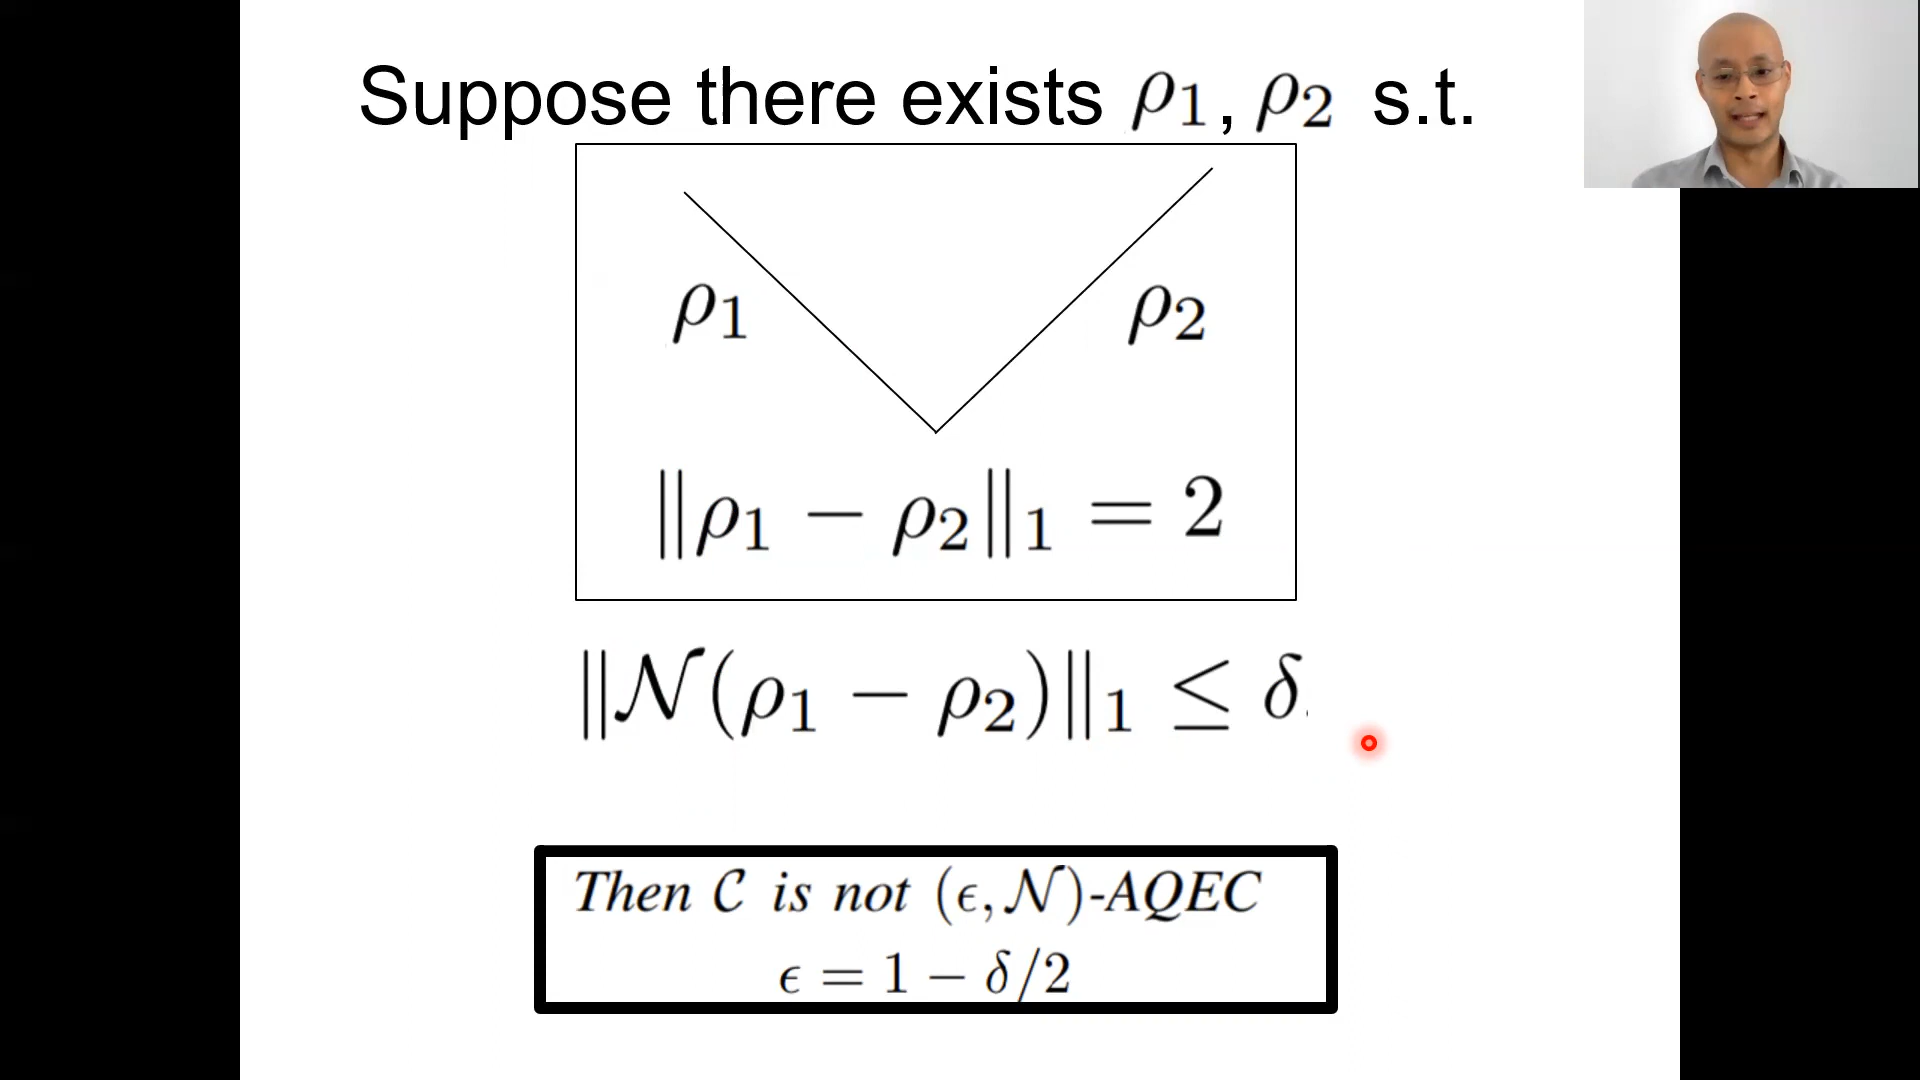 Suppose there exists ρ₁, ρ₂ s.t.
ρ₁ ρ₂
‖ρ₁ − ρ₂‖₁ = 2
‖𝒩(ρ₁ − ρ₂)‖₁ ≤ δ.
Then 𝒞 is not (ϵ, 𝒩)-AQEC
ϵ = 1 − δ/2